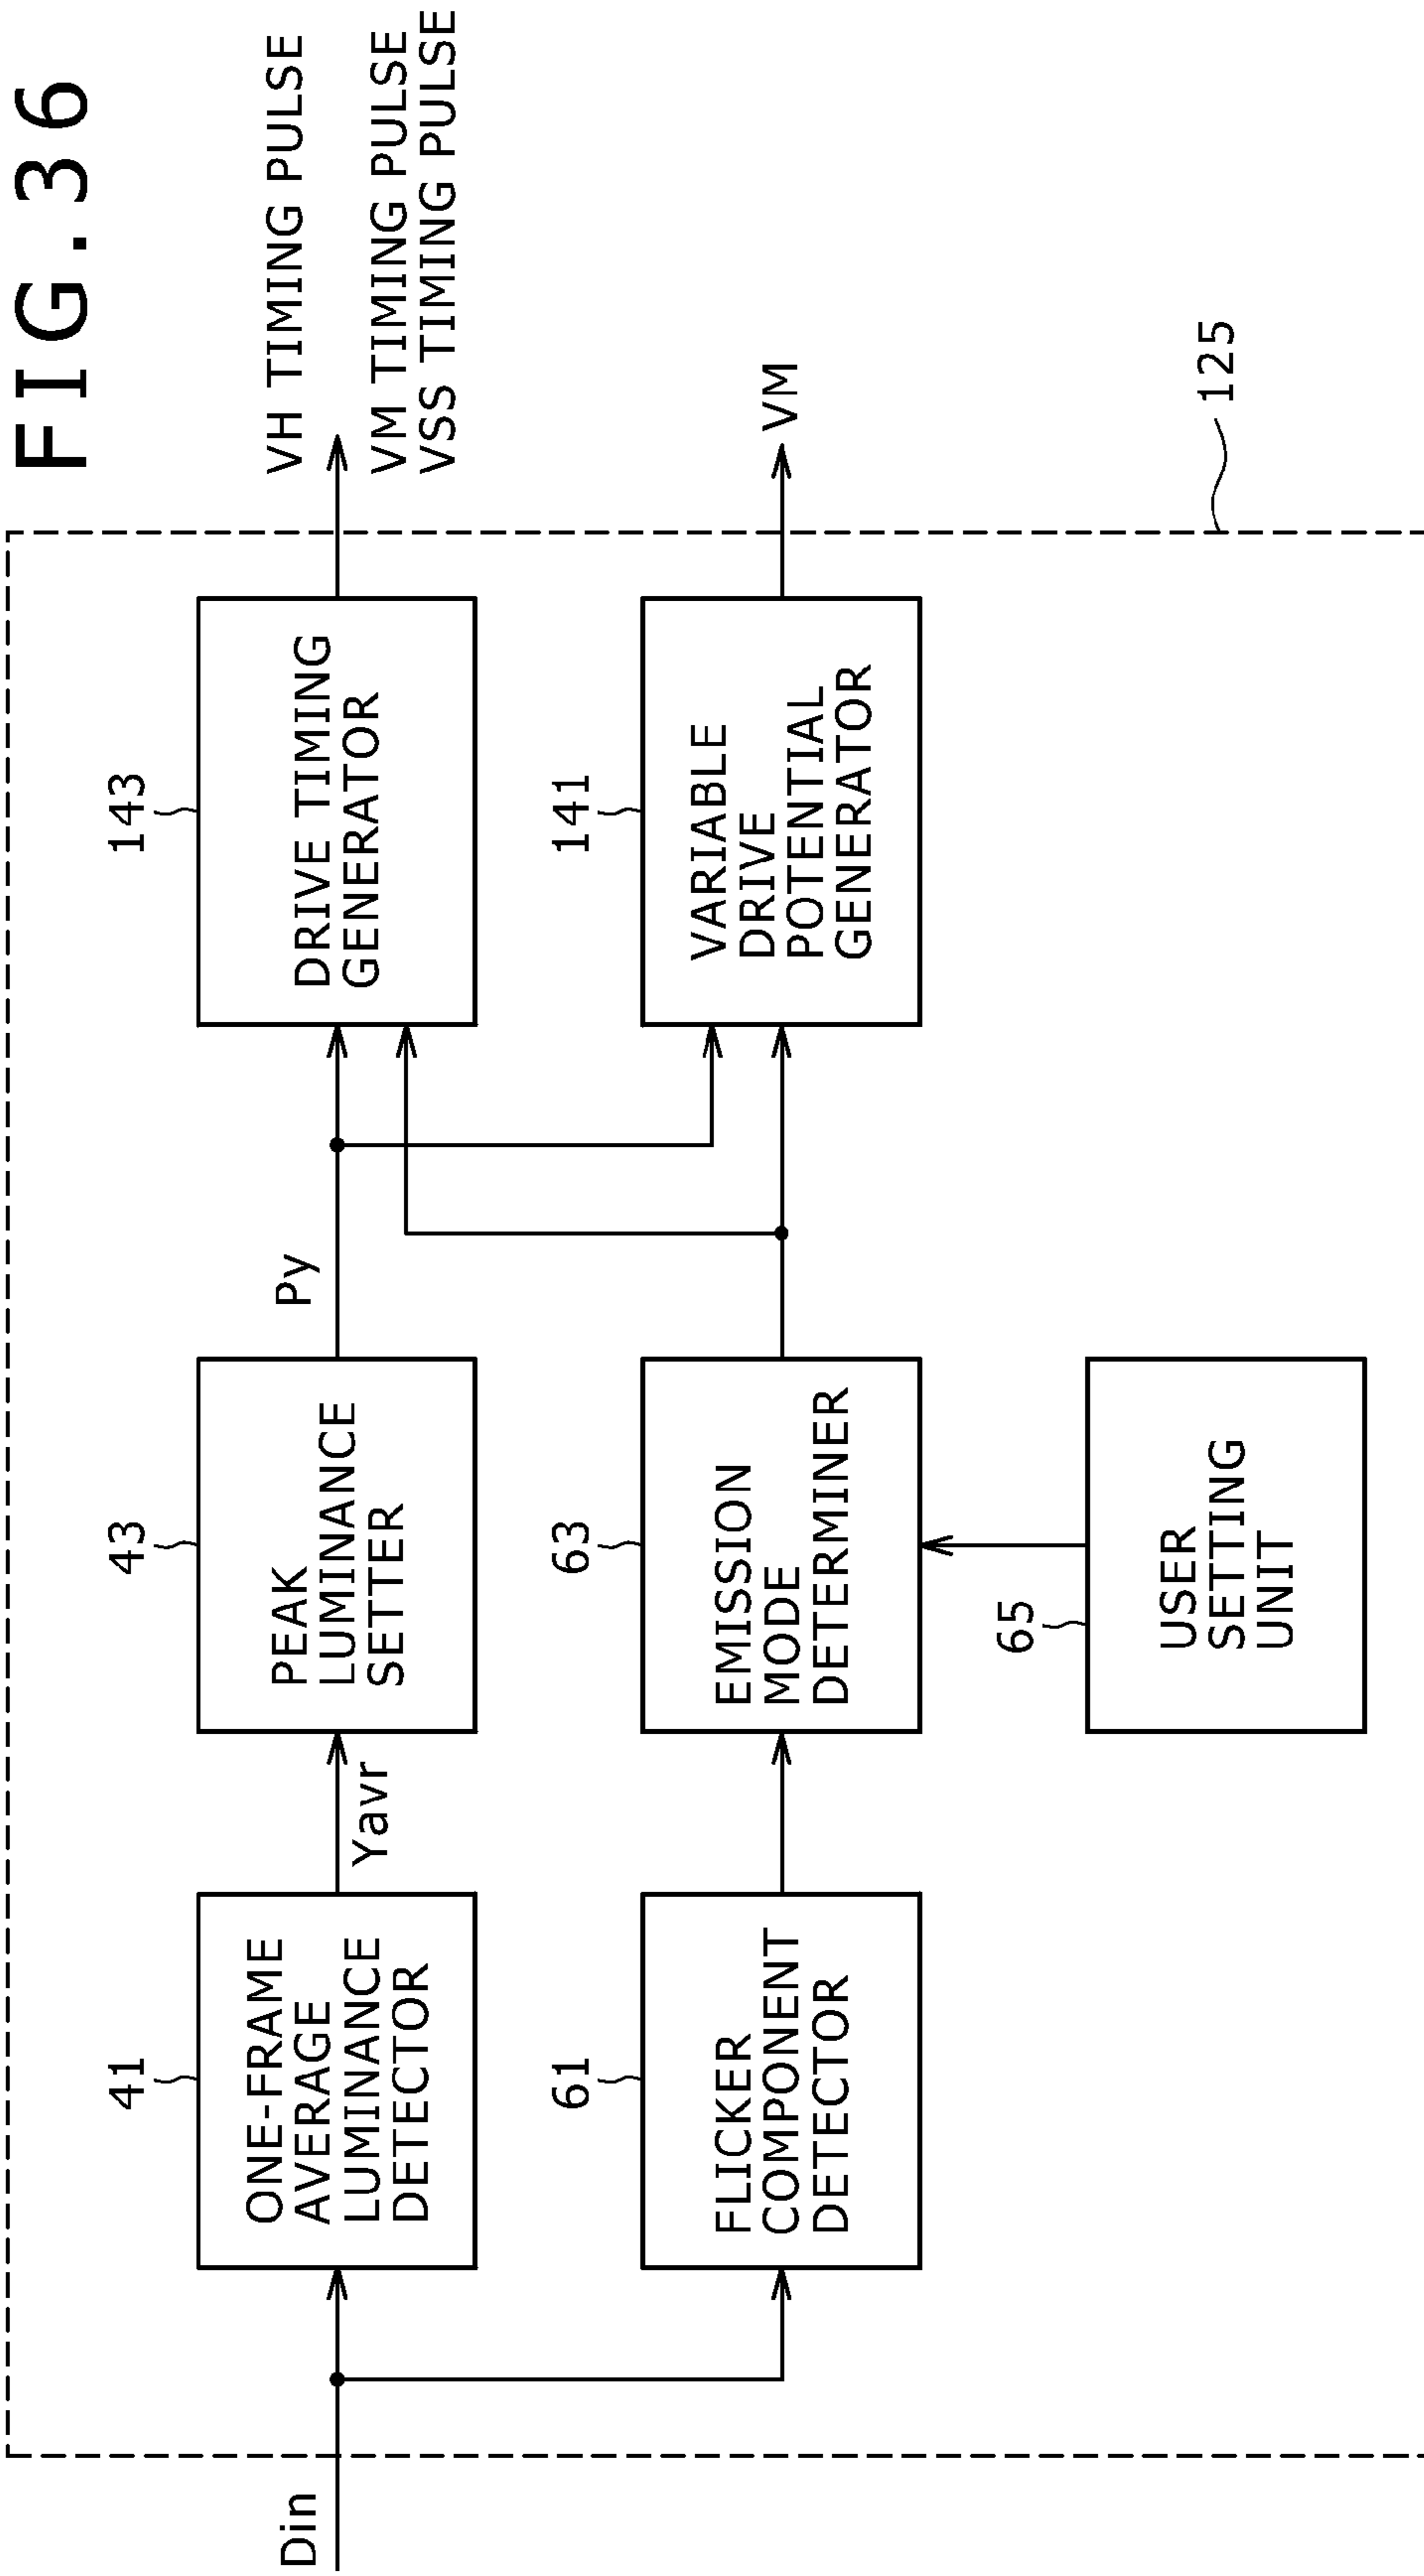 FIG.36
Din
41
ONE-FRAME
AVERAGE
LUMINANCE
DETECTOR
Yavr
43
PEAK
LUMINANCE
SETTER
Py
143
DRIVE TIMING
GENERATOR
VH TIMING PULSE
VM TIMING PULSE
VSS TIMING PULSE
61
FLICKER
COMPONENT
DETECTOR
63
EMISSION
MODE
DETERMINER
141
VARIABLE
DRIVE
POTENTIAL
GENERATOR
VM
65
USER
SETTING
UNIT
125